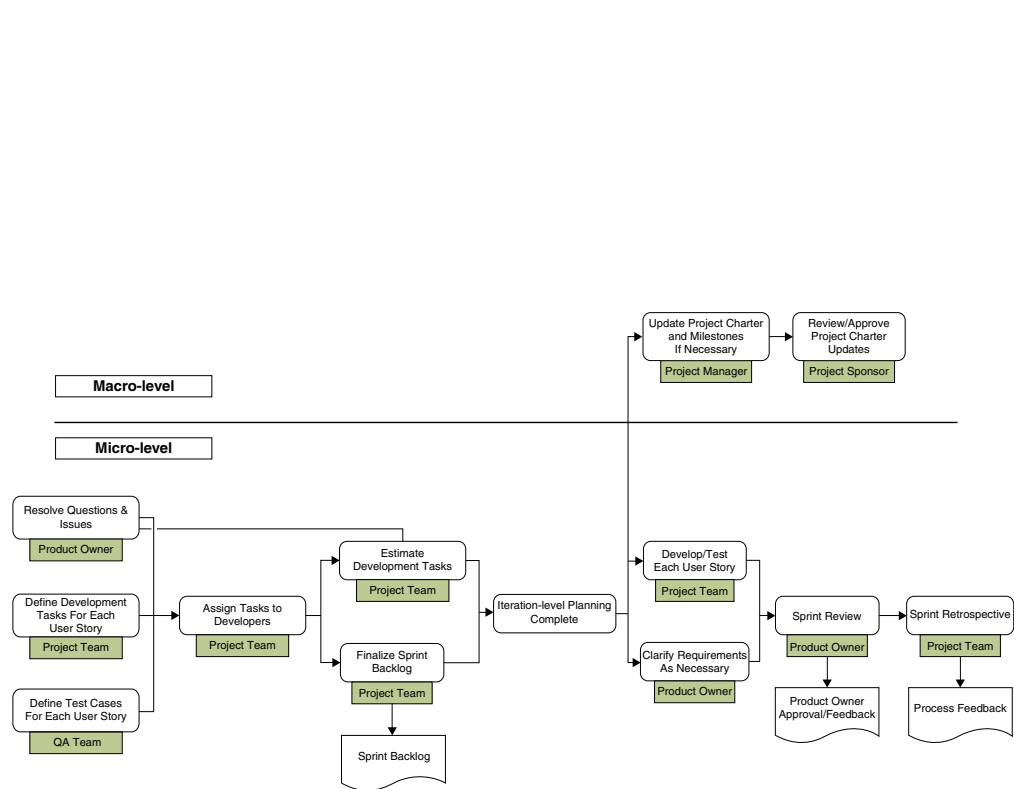 Update Project Charter
and Milestones
If Necessary
Project Manager
Review/Approve
Project Charter
Updates
Project Sponsor
Macro-level
Micro-level
Resolve Questions &
Issues
Product Owner
Define Development
Tasks For Each
User Story
Project Team
Define Test Cases
For Each User Story
QA Team
Assign Tasks to
Developers
Project Team
Estimate
Development Tasks
Project Team
Finalize Sprint
Backlog
Project Team
Sprint Backlog
Iteration-level Planning
Complete
Develop/Test
Each User Story
Project Team
Clarify Requirements
As Necessary
Product Owner
Sprint Review
Product Owner
Product Owner
Approval/Feedback
Sprint Retrospective
Project Team
Process Feedback